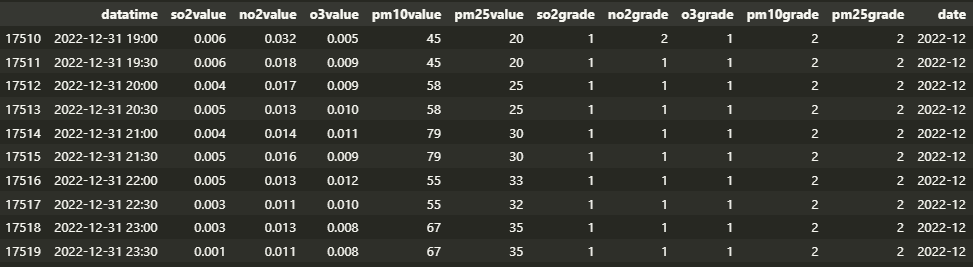 datatime so2value no2value o3value pm10value pm25value so2grade no2grade o3grade pm10grade pm25grade date
17510 2022-12-31 19:00 0.006 0.032 0.005 45 20 1 2 1 2 2 2022-12
17511 2022-12-31 19:30 0.006 0.018 0.009 45 20 1 1 1 2 2 2022-12
17512 2022-12-31 20:00 0.004 0.017 0.009 58 25 1 1 1 2 2 2022-12
17513 2022-12-31 20:30 0.005 0.013 0.010 58 25 1 1 1 2 2 2022-12
17514 2022-12-31 21:00 0.004 0.014 0.011 79 30 1 1 1 2 2 2022-12
17515 2022-12-31 21:30 0.005 0.016 0.009 79 30 1 1 1 2 2 2022-12
17516 2022-12-31 22:00 0.005 0.013 0.012 55 33 1 1 1 2 2 2022-12
17517 2022-12-31 22:30 0.003 0.011 0.010 55 32 1 1 1 2 2 2022-12
17518 2022-12-31 23:00 0.003 0.013 0.008 67 35 1 1 1 2 2 2022-12
17519 2022-12-31 23:30 0.001 0.011 0.008 67 35 1 1 1 2 2 2022-12